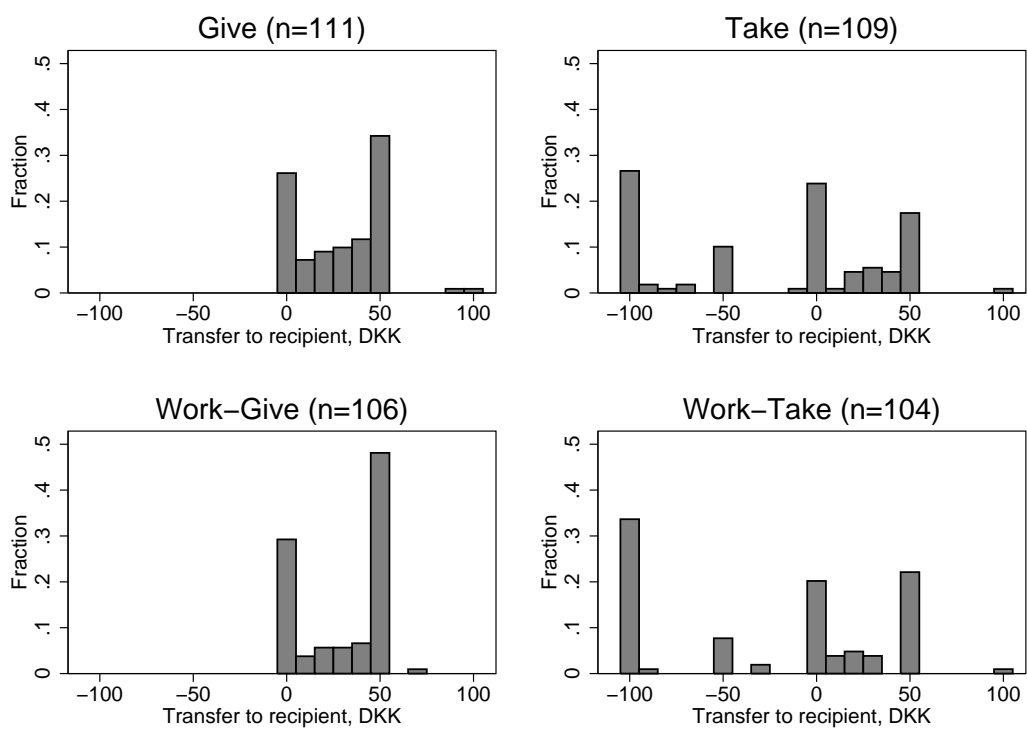 Give (n=111)
Fraction
0 .1 .2 .3 .4 .5
−100 −50 0 50 100
Transfer to recipient, DKK
Take (n=109)
Fraction
0 .1 .2 .3 .4 .5
−100 −50 0 50 100
Transfer to recipient, DKK
Work−Give (n=106)
Fraction
0 .1 .2 .3 .4 .5
−100 −50 0 50 100
Transfer to recipient, DKK
Work−Take (n=104)
Fraction
0 .1 .2 .3 .4 .5
−100 −50 0 50 100
Transfer to recipient, DKK